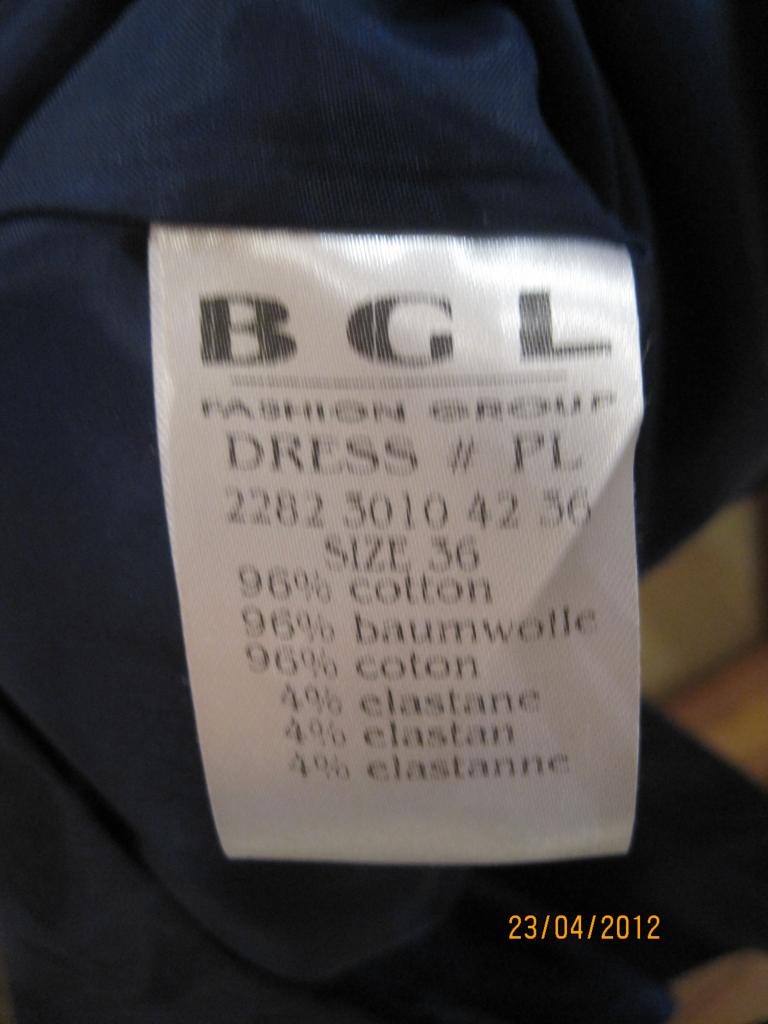 BGL
FASHION GROUP
DRESS # PL
2282 3010 42 36
SIZE 36
96% cotton
96% baumwolle
96% coton
4% elastane
4% elastan
4% elastanne
23/04/2012